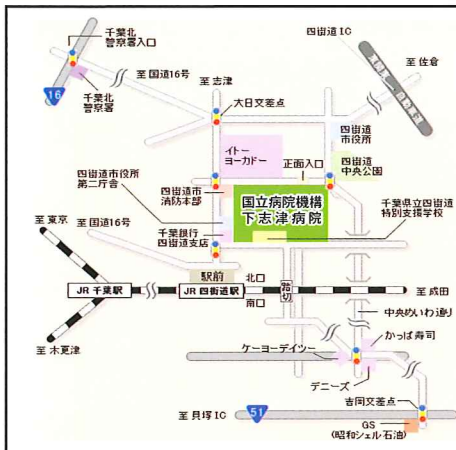 千葉北
警察署入口
四街道 IC
至 国道16号
至 志津
至 佐倉
16
千葉北
警察署
大日交差点
東関東自動車道
イトー
ヨーカドー
四街道
市役所
四街道市役所
第二庁舎
正面入口
四街道
中央公園
四街道市
消防本部
国立病院機構
下志津病院
千葉県立四街道
特別支援学校
至 東京
至 国道16号
千葉銀行
四街道支店
駅前
北口
踏切
JR 千葉駅
JR 四街道駅
至 成田
南口
中央めいわ通り
至 木更津
かっぱ寿司
ケーヨーデイツー
デニーズ
吉岡交差点
至 貝塚IC
51
GS
(昭和シェル石油)